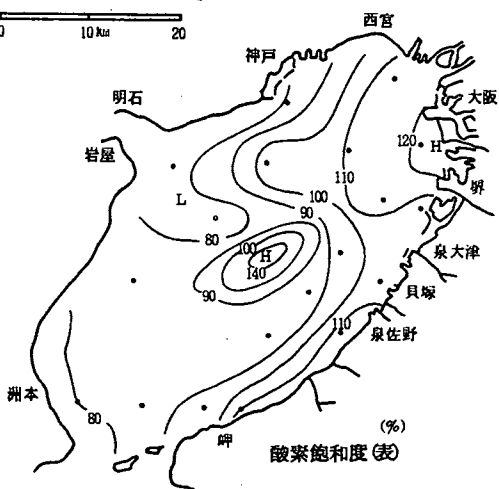 0 10 Km 20
西宮
神戸
大阪
明石
岩屋
120
H
110
堺
L
100
90
80
泉大津
100
H
140
90
貝塚
110
泉佐野
洲本
80
岬
(%)
酸素飽和度(表)